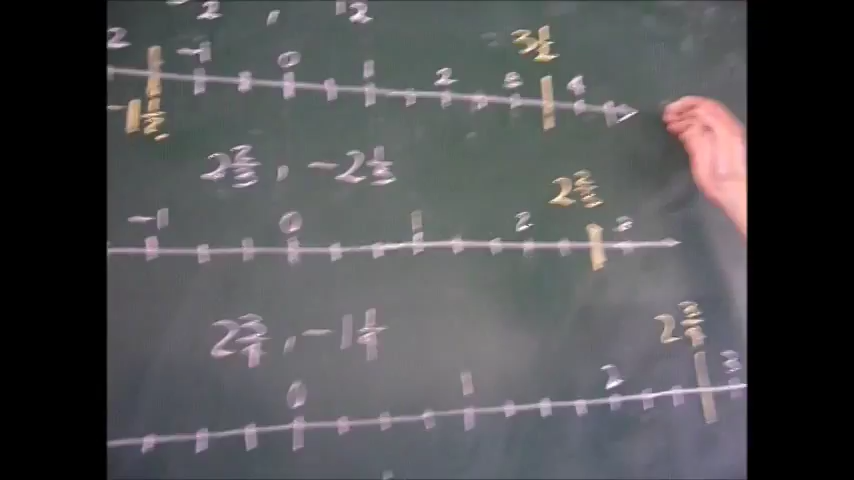 3½
-2 -1 0 1 2 3 4
-1½
2⅔, -2⅓
2⅔
-1 0 1 2 3
2¾, -1¼
2¾
0 1 2 3